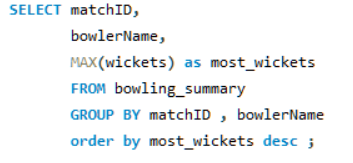 SELECT matchID,
bowlerName,
MAX(wickets) as most_wickets
FROM bowling_summary
GROUP BY matchID , bowlerName
order by most_wickets desc ;